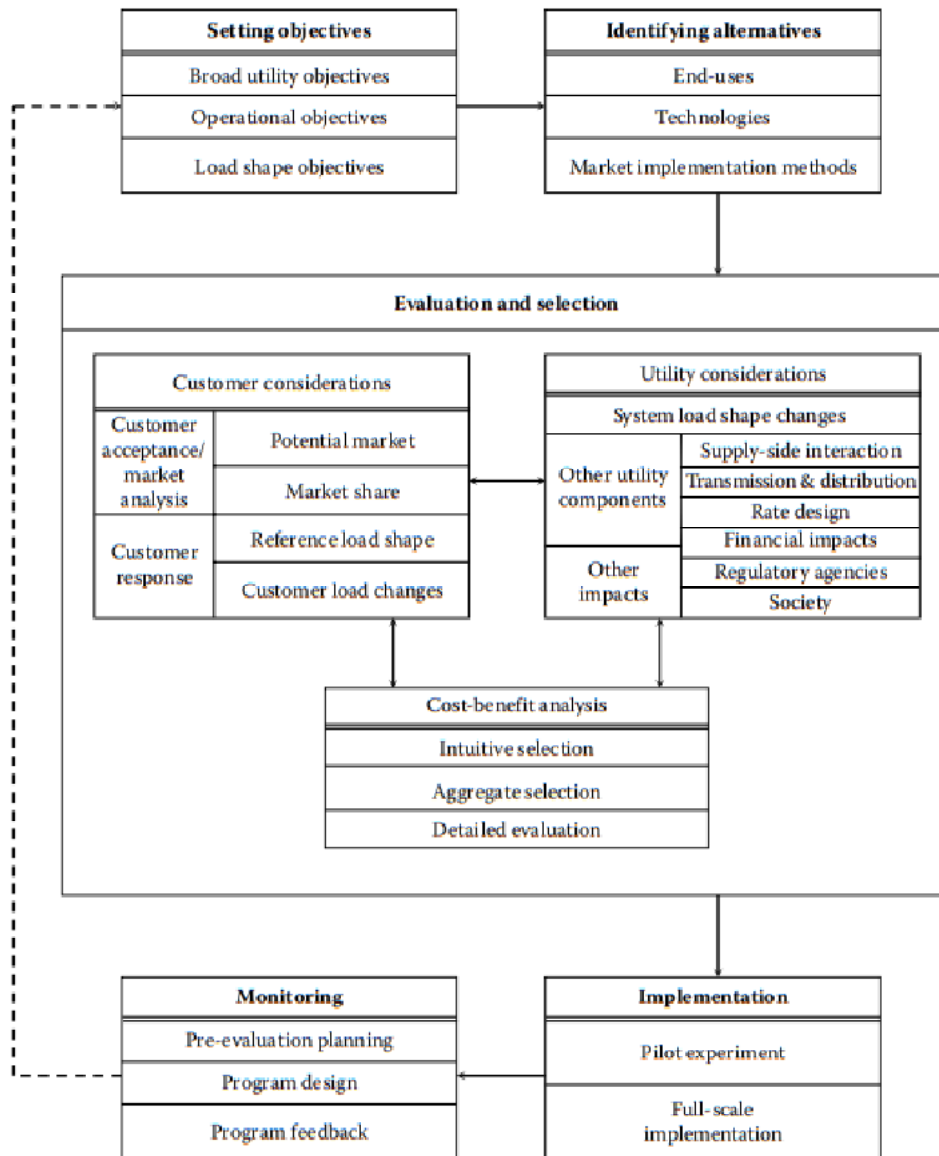 Setting objectives
Broad utility objectives
Operational objectives
Load shape objectives
Identifying alternatives
End-uses
Technologies
Market implementation methods
Evaluation and selection
Customer considerations
Customer
acceptance/
market
analysis
Potential market
Market share
Customer
response
Reference load shape
Customer load changes
Utility considerations
System load shape changes
Other utility
components
Supply-side interaction
Transmission & distribution
Rate design
Financial impacts
Other
impacts
Regulatory agencies
Society
Cost-benefit analysis
Intuitive selection
Aggregate selection
Detailed evaluation
Monitoring
Pre-evaluation planning
Program design
Program feedback
Implementation
Pilot experiment
Full-scale
implementation